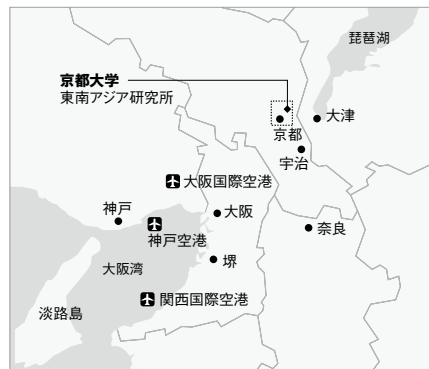 琵琶湖
京都大学
東南アジア研究所
大津
京都
宇治
大阪国際空港
神戸
大阪
神戸空港
奈良
堺
大阪湾
関西国際空港
淡路島